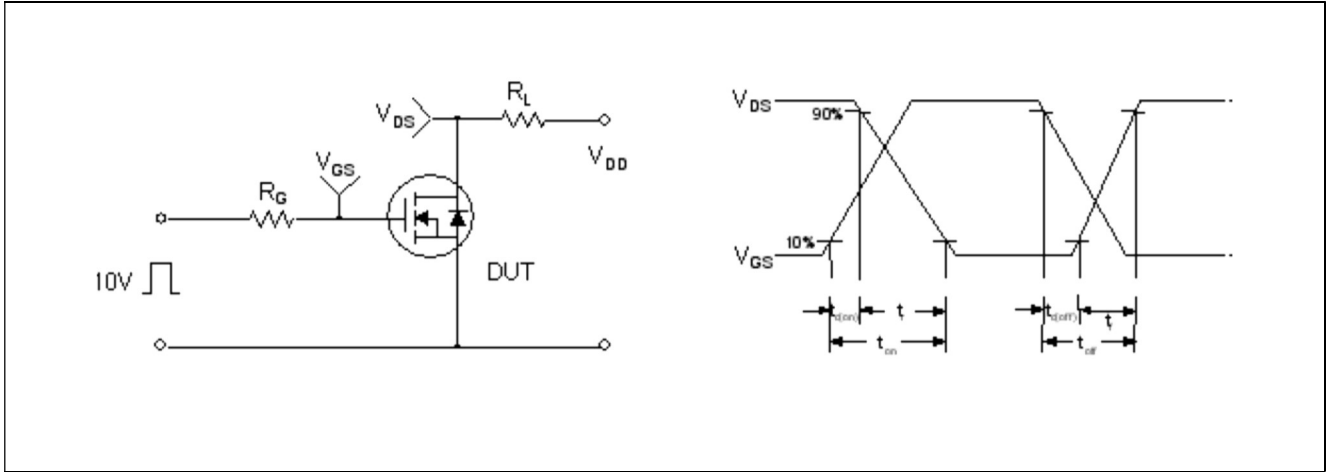 RL
VDS
VDD
VGS
RG
10V
DUT
VDS
90%
10%
VGS
td(on)
tr
ton
td(off)
tf
toff